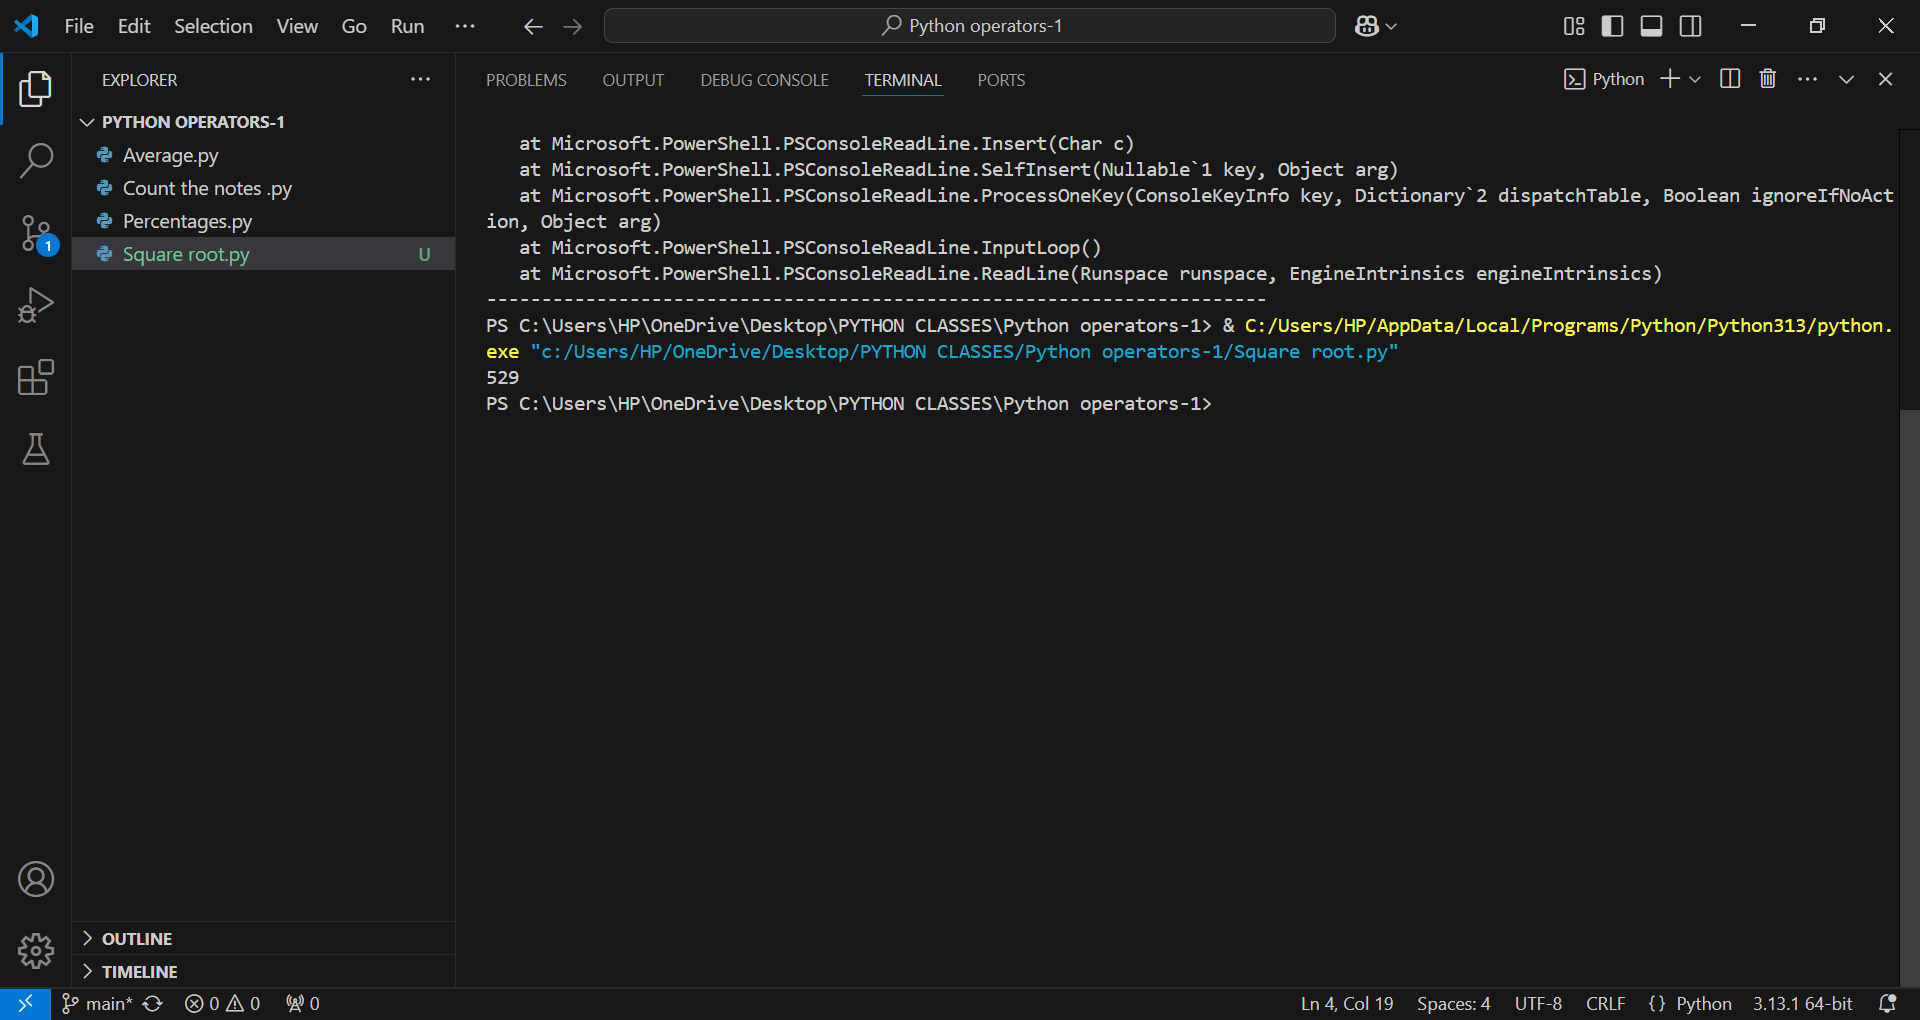 File Edit Selection View Go Run ··· Python operators-1
EXPLORER ···
PYTHON OPERATORS-1
Average.py
Count the notes .py
Percentages.py
Square root.py U
1
OUTLINE
TIMELINE
PROBLEMS OUTPUT DEBUG CONSOLE TERMINAL PORTS Python ···
   at Microsoft.PowerShell.PSConsoleReadLine.Insert(Char c)
   at Microsoft.PowerShell.PSConsoleReadLine.SelfInsert(Nullable`1 key, Object arg)
   at Microsoft.PowerShell.PSConsoleReadLine.ProcessOneKey(ConsoleKeyInfo key, Dictionary`2 dispatchTable, Boolean ignoreIfNoAct
ion, Object arg)
   at Microsoft.PowerShell.PSConsoleReadLine.InputLoop()
   at Microsoft.PowerShell.PSConsoleReadLine.ReadLine(Runspace runspace, EngineIntrinsics engineIntrinsics)
-----------------------------------------------------------------------
PS C:\Users\HP\OneDrive\Desktop\PYTHON CLASSES\Python operators-1> & C:/Users/HP/AppData/Local/Programs/Python/Python313/python.
exe "c:/Users/HP/OneDrive/Desktop/PYTHON CLASSES/Python operators-1/Square root.py"
529
PS C:\Users\HP\OneDrive\Desktop\PYTHON CLASSES\Python operators-1>
main* 0 0 0 Ln 4, Col 19 Spaces: 4 UTF-8 CRLF {} Python 3.13.1 64-bit